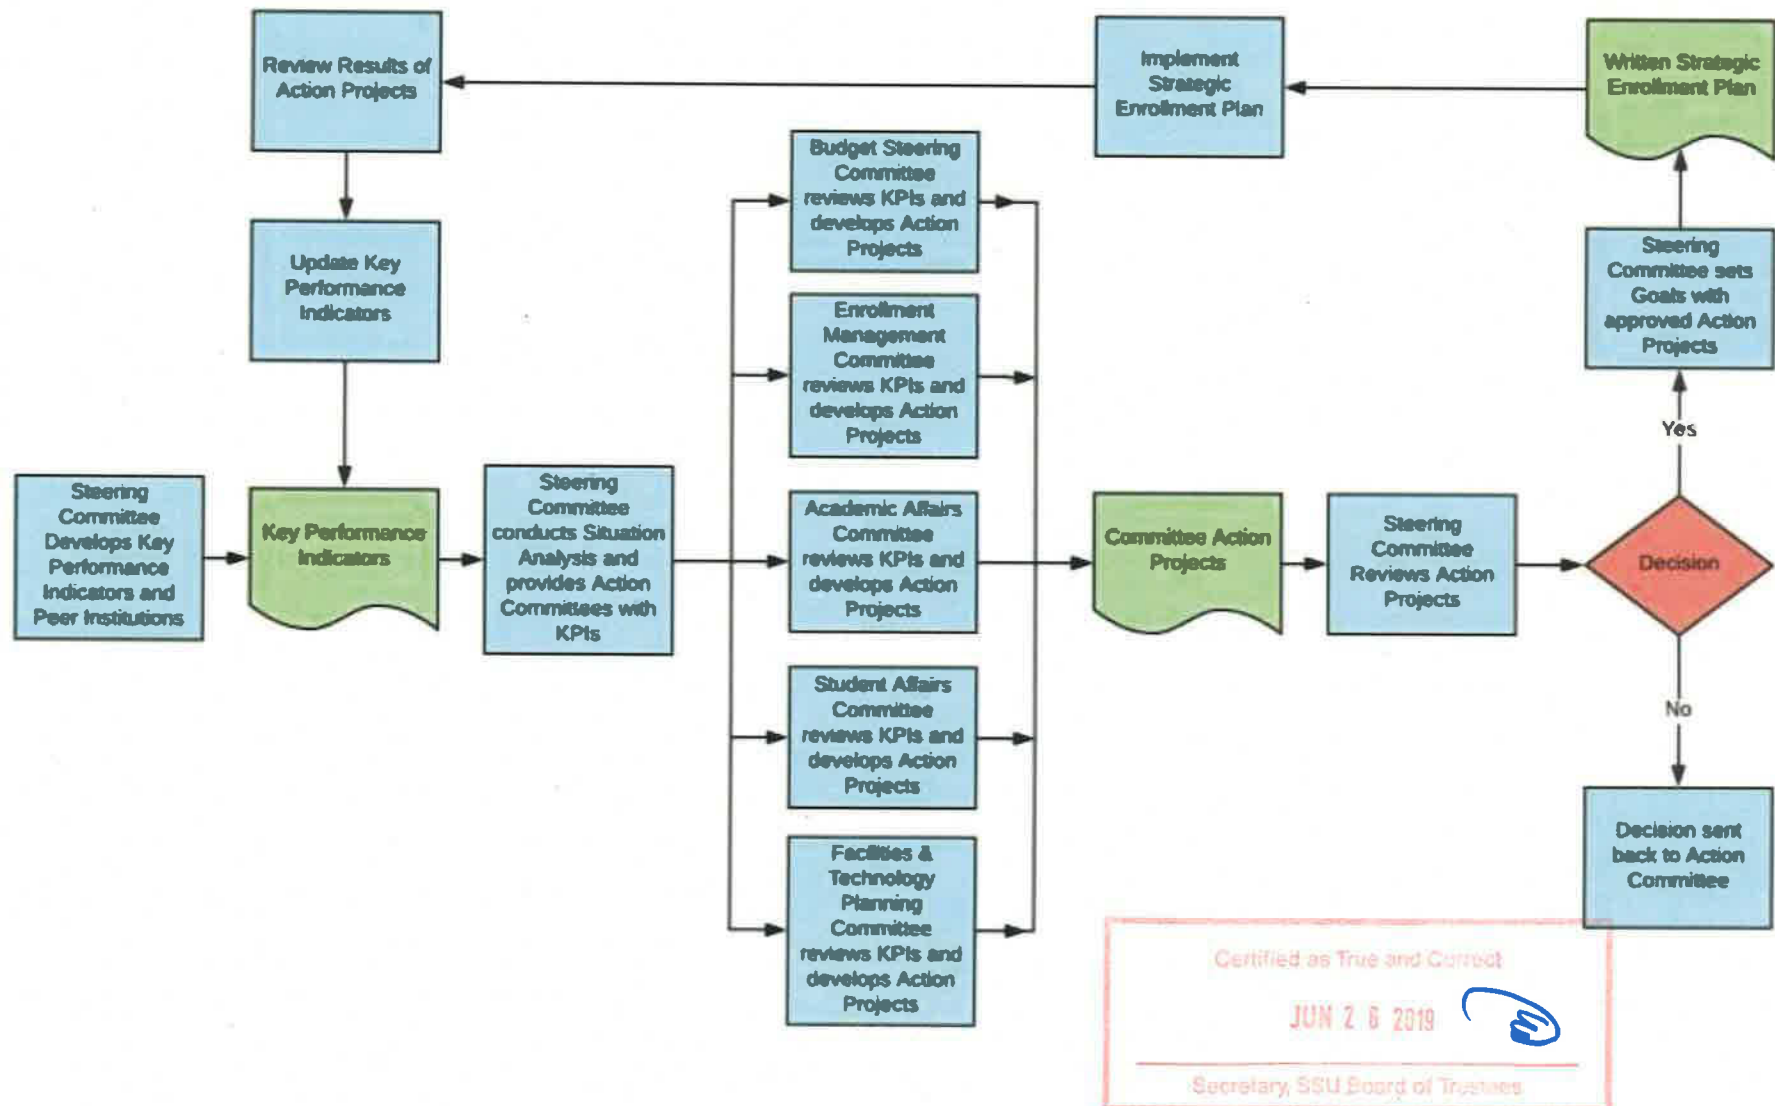 Review Results of
Action Projects
Implement
Strategic
Enrollment Plan
Written Strategic
Enrollment Plan
Update Key
Performance
Indicators
Budget Steering
Committee
reviews KPIs and
develops Action
Projects
Steering
Committee sets
Goals with
approved Action
Projects
Enrollment
Management
Committee
reviews KPIs and
develops Action
Projects
Yes
Steering
Committee
Develops Key
Performance
Indicators and
Peer Institutions
Key Performance
Indicators
Steering
Committee
conducts Situation
Analysis and
provides Action
Committees with
KPIs
Academic Affairs
Committee
reviews KPIs and
develops Action
Projects
Committee Action
Projects
Steering
Committee
Reviews Action
Projects
Decision
Student Affairs
Committee
reviews KPIs and
develops Action
Projects
No
Decision sent
back to Action
Committee
Facilities &
Technology
Planning
Committee
reviews KPIs and
develops Action
Projects
Certified as True and Correct
JUN 26 2019
Secretary, SSU Board of Trustees